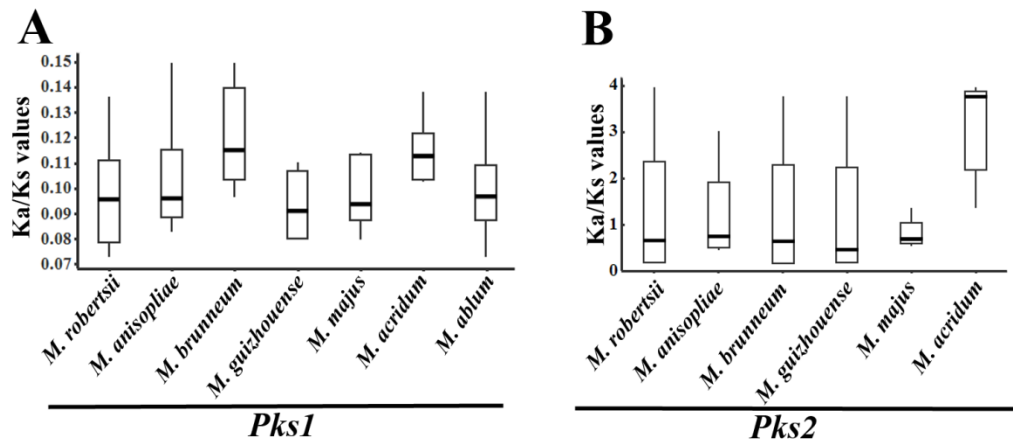 A
Ka/Ks values
0.15
0.14
0.13
0.12
0.11
0.10
0.09
0.08
0.07
M. robertsii
M. anisopliae
M. brunneum
M. guizhouense
M. majus
M. acridum
M. ablum
Pks1
B
Ka/Ks values
4
3
2
1
0
M. robertsii
M. anisopliae
M. brunneum
M. guizhouense
M. majus
M. acridum
Pks2